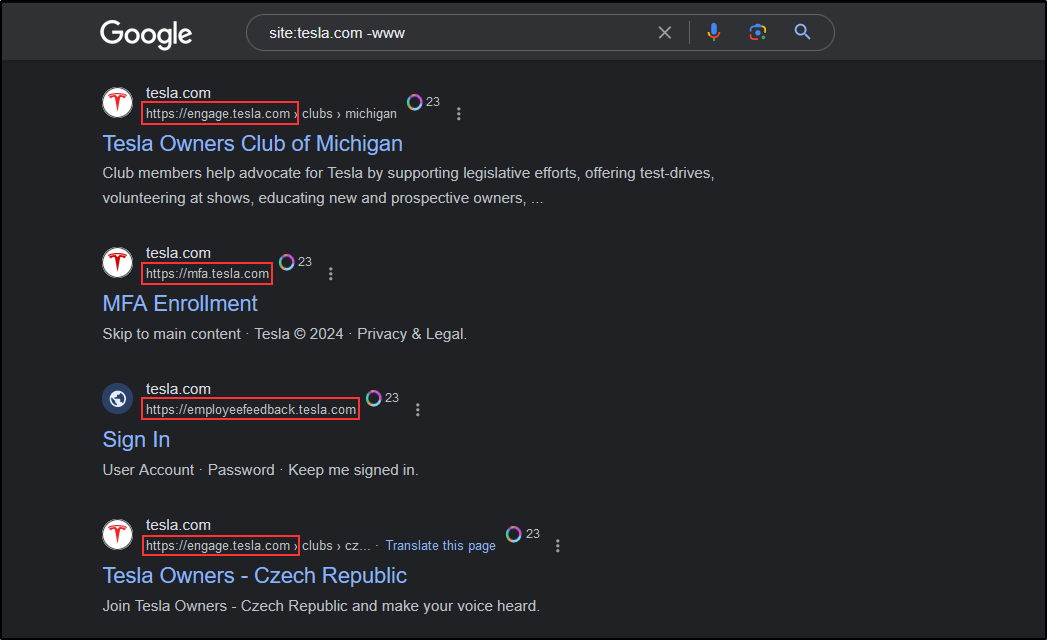 Google
site:tesla.com -www
tesla.com
https://engage.tesla.com › clubs › michigan
23
Tesla Owners Club of Michigan
Club members help advocate for Tesla by supporting legislative efforts, offering test-drives,
volunteering at shows, educating new and prospective owners, ...
tesla.com
https://mfa.tesla.com
23
MFA Enrollment
Skip to main content · Tesla © 2024 · Privacy & Legal.
tesla.com
https://employeefeedback.tesla.com
23
Sign In
User Account · Password · Keep me signed in.
tesla.com
https://engage.tesla.com › clubs › cz... · Translate this page
23
Tesla Owners - Czech Republic
Join Tesla Owners - Czech Republic and make your voice heard.